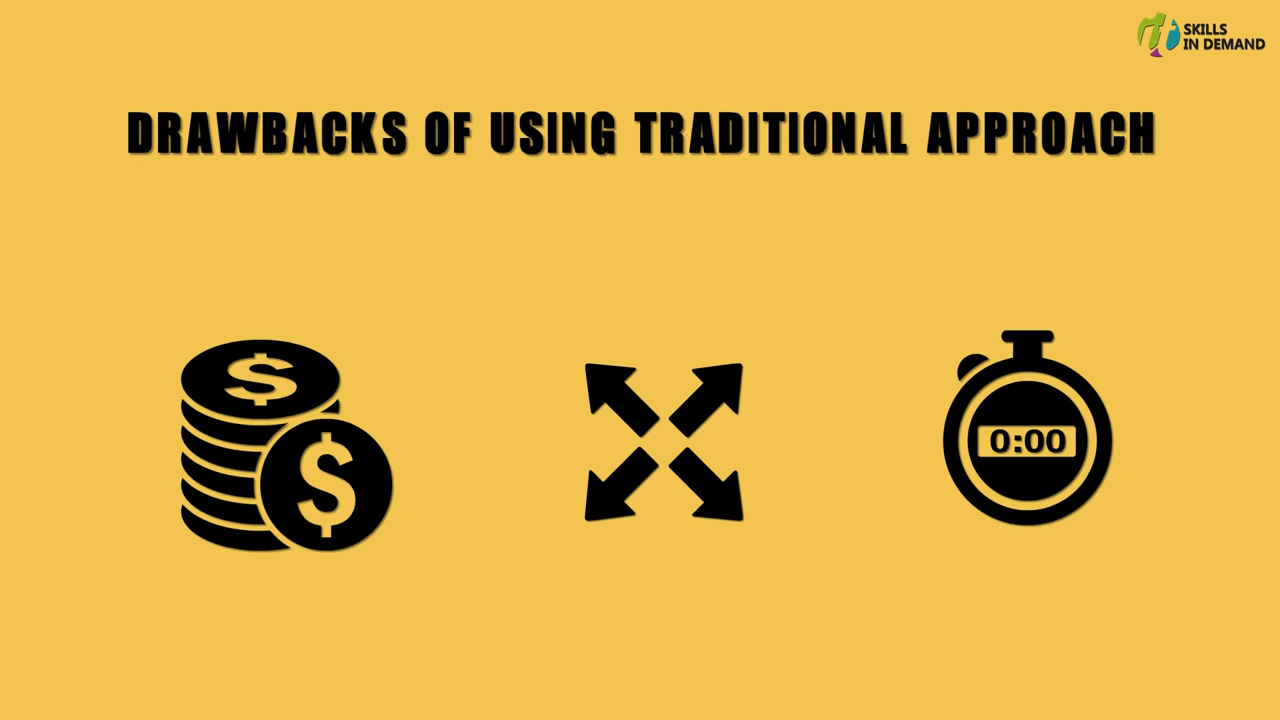 SKILLS
IN DEMAND
DRAWBACKS OF USING TRADITIONAL APPROACH
$
$
0:00